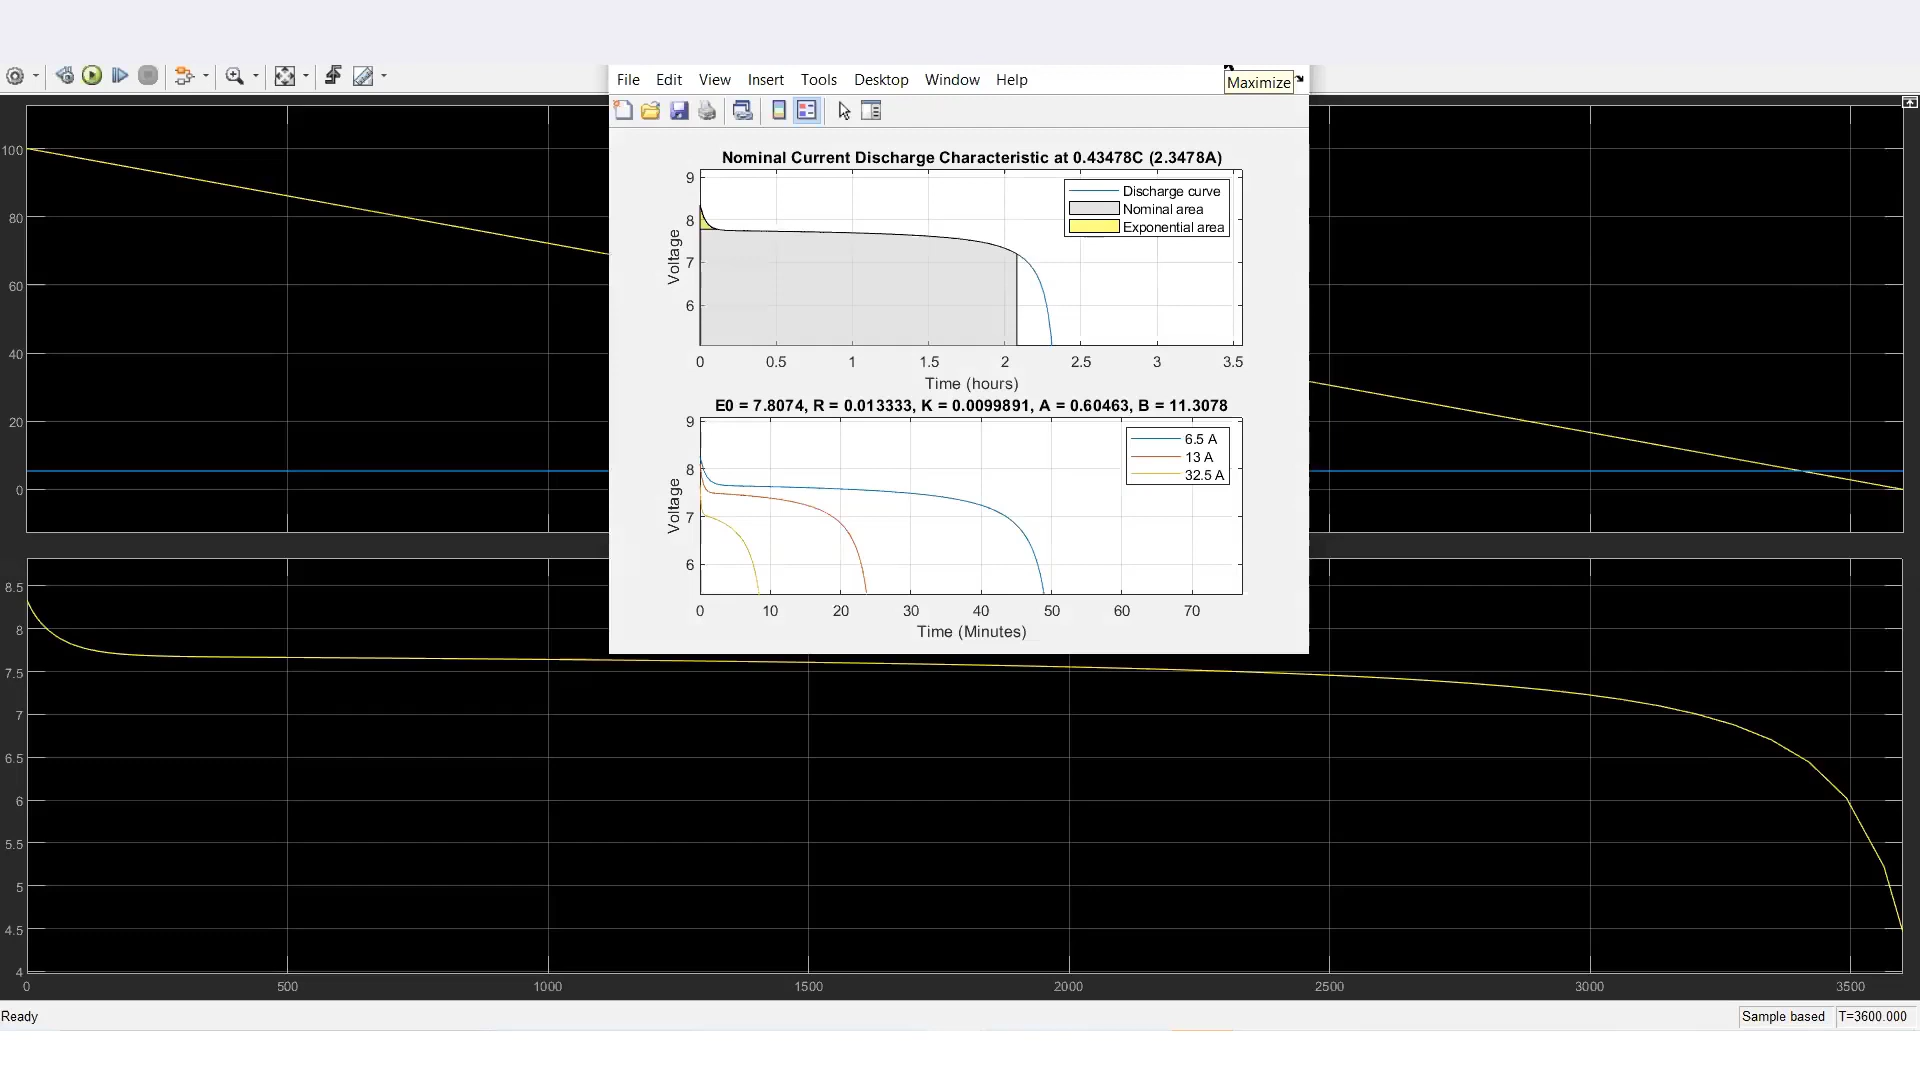 File Edit View Insert Tools Desktop Window Help
Maximize
Nominal Current Discharge Characteristic at 0.43478C (2.3478A)
9
8
7
6
Voltage
Discharge curve
Nominal area
Exponential area
0 0.5 1 1.5 2 2.5 3 3.5
Time (hours)
E0 = 7.8074, R = 0.013333, K = 0.0099891, A = 0.60463, B = 11.3078
9
8
7
6
Voltage
6.5 A
13 A
32.5 A
0 10 20 30 40 50 60 70
Time (Minutes)
100
80
60
40
20
0
8.5
8
7.5
7
6.5
6
5.5
5
4.5
4
0 500 1000 1500 2000 2500 3000 3500
Ready
Sample based T=3600.000